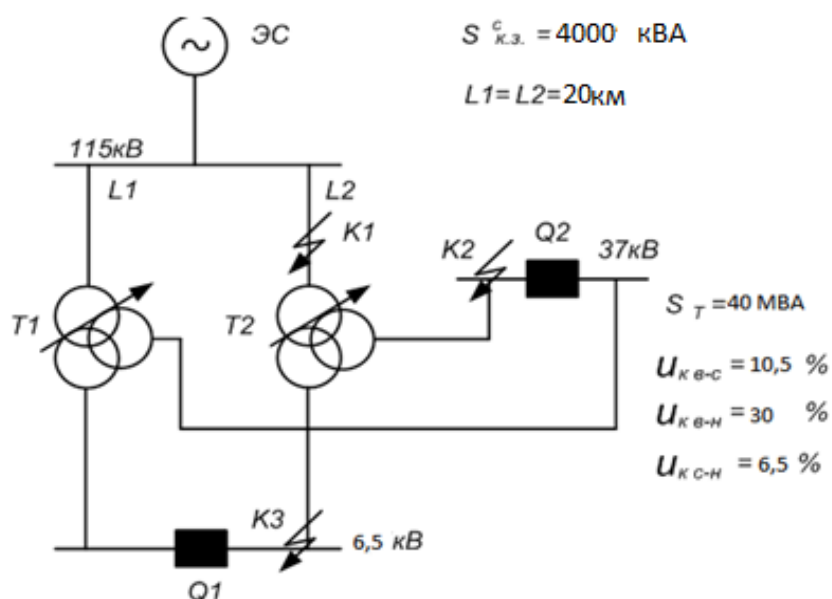 ЭС
S с к.з. = 4000 кВА
L1= L2=20км
115кВ
L1
L2
K1
K2
Q2
37кВ
T1
T2
S т =40 МВА
u к в-с = 10,5 %
u к в-н = 30 %
u к с-н = 6,5 %
K3
6,5 кВ
Q1